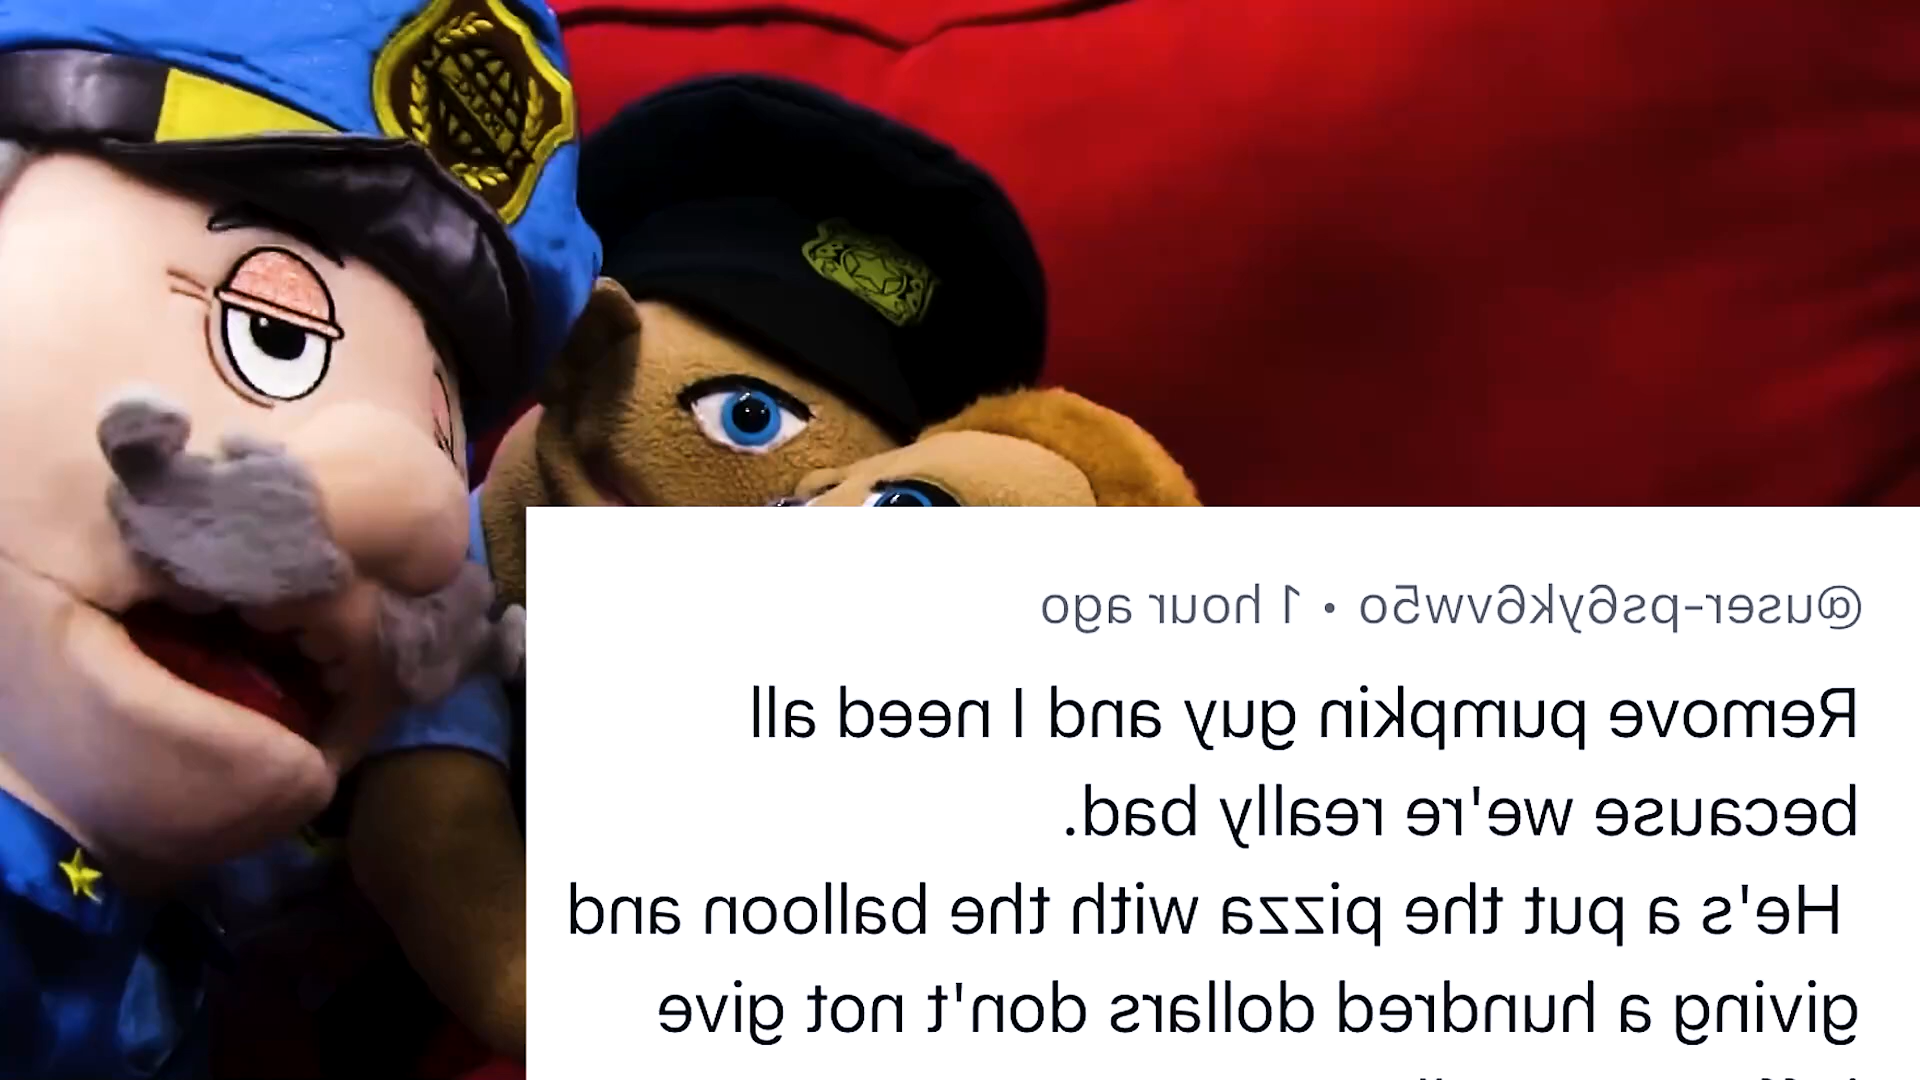 @user-ps6yk6vw5o • 1 hour ago
Remove pumpkin guy and I need all
because we're really bad.
He's a put the pizza with the balloon and
giving a hundred dollars don't not give